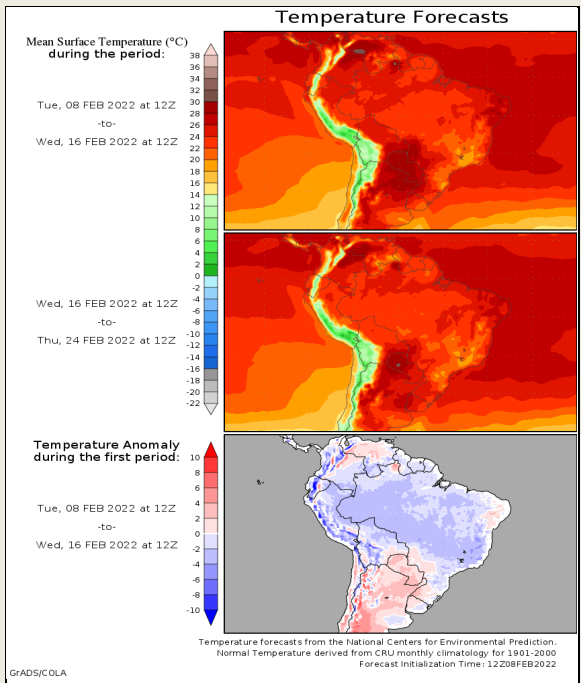 Temperature Forecasts
Mean Surface Temperature (°C)
during the period:
38
36
34
32
30
28
26
24
22
20
18
16
14
12
10
8
6
4
2
0
-2
-4
-6
-8
-10
-12
-14
-16
-18
-20
-22
Tue, 08 FEB 2022 at 12Z
-to-
Wed, 16 FEB 2022 at 12Z
Wed, 16 FEB 2022 at 12Z
-to-
Thu, 24 FEB 2022 at 12Z
Temperature Anomaly
during the first period:
10
8
6
4
2
0
-2
-4
-6
-8
-10
Tue, 08 FEB 2022 at 12Z
-to-
Wed, 16 FEB 2022 at 12Z
Temperature forecasts from the National Centers for Environmental Prediction.
Normal Temperature derived from CRU monthly climatology for 1901-2000
Forecast Initialization Time: 12Z08FEB2022
GrADS/COLA